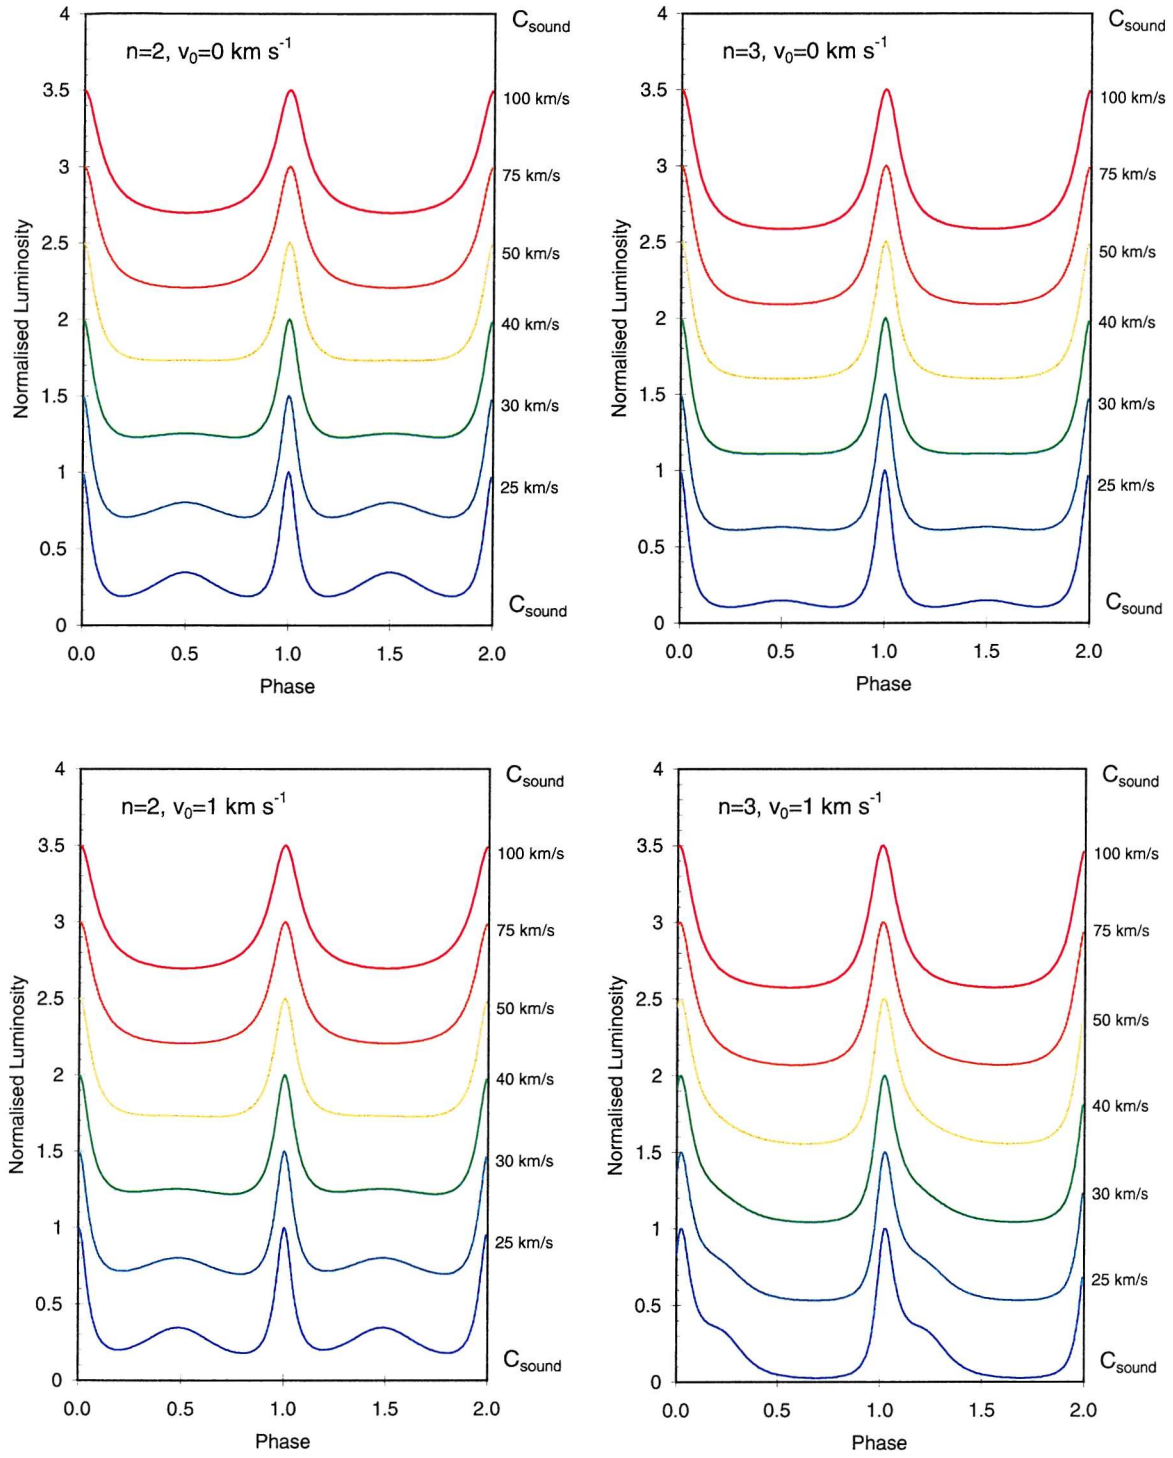 4
C_sound
n=2, v₀=0 km s⁻¹
3.5
100 km/s
3
75 km/s
2.5
50 km/s
Normalised Luminosity
2
40 km/s
1.5
30 km/s
1
25 km/s
0.5
C_sound
0
0.0 0.5 1.0 1.5 2.0
Phase
4
C_sound
n=3, v₀=0 km s⁻¹
3.5
100 km/s
3
75 km/s
2.5
50 km/s
Normalised Luminosity
2
40 km/s
1.5
30 km/s
1
25 km/s
0.5
C_sound
0
0.0 0.5 1.0 1.5 2.0
Phase
4
C_sound
n=2, v₀=1 km s⁻¹
3.5
100 km/s
3
75 km/s
2.5
50 km/s
Normalised Luminosity
2
40 km/s
1.5
30 km/s
1
25 km/s
0.5
C_sound
0
0.0 0.5 1.0 1.5 2.0
Phase
4
C_sound
n=3, v₀=1 km s⁻¹
3.5
100 km/s
3
75 km/s
2.5
50 km/s
Normalised Luminosity
2
40 km/s
1.5
30 km/s
1
25 km/s
0.5
C_sound
0
0.0 0.5 1.0 1.5 2.0
Phase